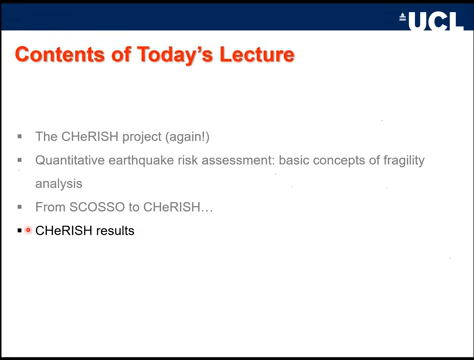 UCL
Contents of Today's Lecture
▪ The CHeRISH project (again!)
▪ Quantitative earthquake risk assessment: basic concepts of fragility
analysis
▪ From SCOSSO to CHeRISH…
▪ CHeRISH results